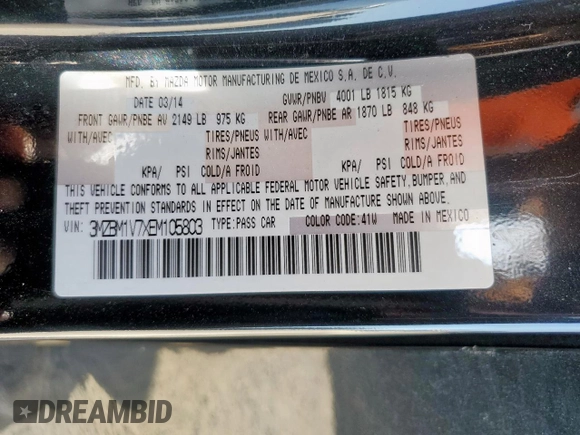 MFD. BY MAZDA MOTOR MANUFACTURING DE MEXICO S.A. DE C.V.
DATE 03/14 GVWR/PNBV 4001 LB 1815 KG
FRONT GAWR/PNBE AV 2149 LB 975 KG REAR GAWR/PNBE AR 1870 LB 848 KG
WITH/AVEC TIRES/PNEUS WITH/AVEC TIRES/PNEUS
RIMS/JANTES RIMS/JANTES
KPA/ PSI COLD/A FROID KPA/ PSI COLD/A FROID
THIS VEHICLE CONFORMS TO ALL APPLICABLE FEDERAL MOTOR VEHICLE SAFETY, BUMPER, AND
THEFT PREVENTION STANDARDS IN EFFECT ON THE DATE OF MANUFACTURE SHOWN ABOVE.
VIN: 3MZBM1V7XEM105803 TYPE:PASS CAR COLOR CODE:41W MADE IN MEXICO
DREAMBID